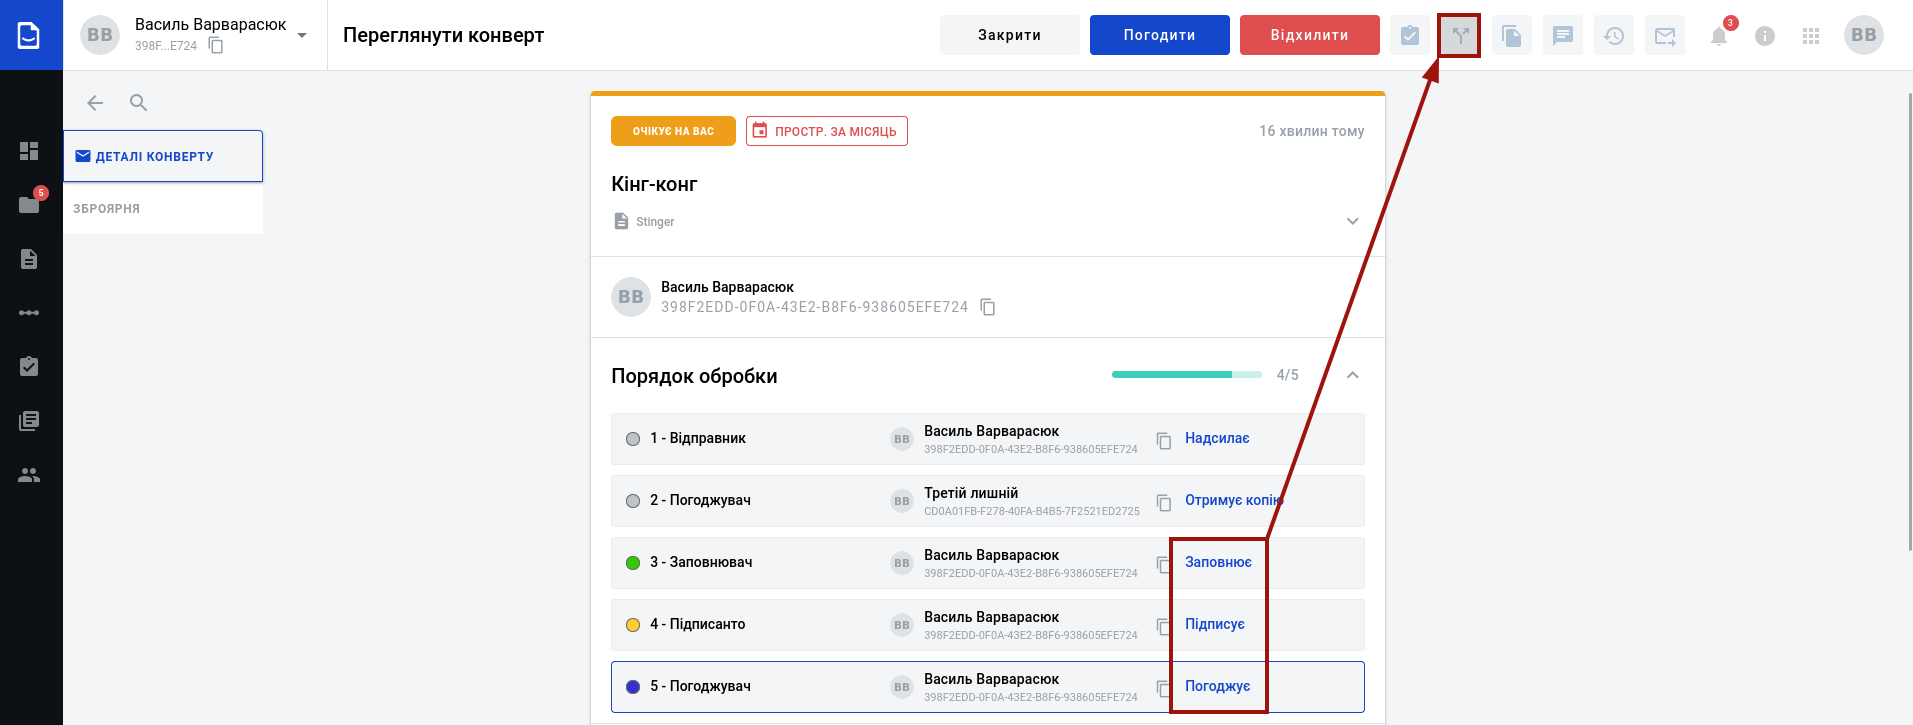 BB
Василь Варварасюк
398F...E724
Переглянути конверт
Закрити
Погодити
Відхилити
3
BB
5
ДЕТАЛІ КОНВЕРТУ
ЗБРОЯРНЯ
ОЧІКУЄ НА ВАС
ПРОСТР. ЗА МІСЯЦЬ
16 хвилин тому
Кінг-конг
Stinger
BB
Василь Варварасюк
398F2EDD-0F0A-43E2-B8F6-938605EFE724
Порядок обробки
4/5
1 - Відправник
BB
Василь Варварасюк
398F2EDD-0F0A-43E2-B8F6-938605EFE724
Надсилає
2 - Погоджувач
BB
Третій лишній
CD0A01FB-F278-40FA-B4B5-7F2521ED2725
Отримує копію
3 - Заповнювач
BB
Василь Варварасюк
398F2EDD-0F0A-43E2-B8F6-938605EFE724
Заповнює
4 - Підписанто
BB
Василь Варварасюк
398F2EDD-0F0A-43E2-B8F6-938605EFE724
Підписує
5 - Погоджувач
BB
Василь Варварасюк
398F2EDD-0F0A-43E2-B8F6-938605EFE724
Погоджує